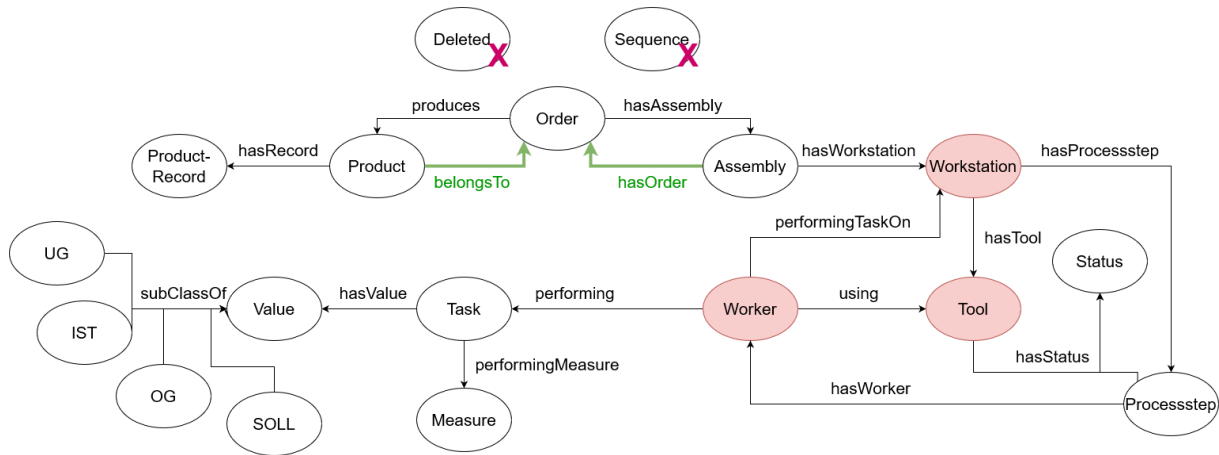 Deleted
X
Sequence
X
produces
Order
hasAssembly
Product-
Record
hasRecord
Product
belongsTo
hasOrder
Assembly
hasWorkstation
Workstation
hasProcessstep
performingTaskOn
hasTool
UG
Status
subClassOf
Value
hasValue
Task
performing
Worker
using
Tool
IST
hasStatus
performingMeasure
OG
hasWorker
SOLL
Measure
Processstep